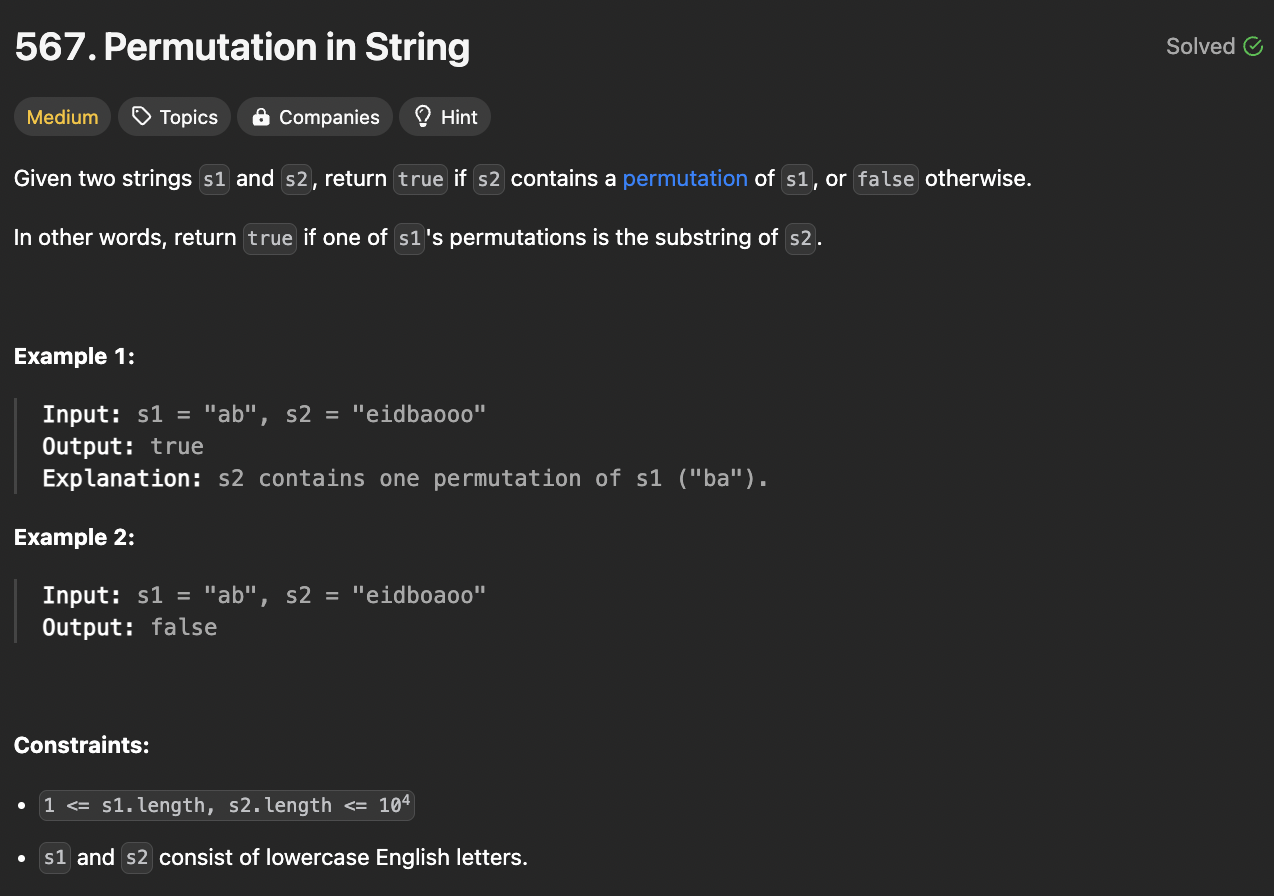 567. Permutation in String
Solved
Medium
Topics
Companies
Hint
Given two strings s1 and s2, return true if s2 contains a permutation of s1, or false otherwise.
In other words, return true if one of s1's permutations is the substring of s2.
Example 1:
Input: s1 = "ab", s2 = "eidbaooo"
Output: true
Explanation: s2 contains one permutation of s1 ("ba").
Example 2:
Input: s1 = "ab", s2 = "eidboaoo"
Output: false
Constraints:
• 1 <= s1.length, s2.length <= 10⁴
• s1 and s2 consist of lowercase English letters.